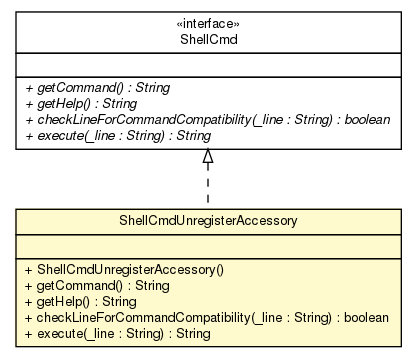 «interface»
ShellCmd
+ getCommand() : String
+ getHelp() : String
+ checkLineForCommandCompatibility(_line : String) : boolean
+ execute(_line : String) : String
ShellCmdUnregisterAccessory
+ ShellCmdUnregisterAccessory()
+ getCommand() : String
+ getHelp() : String
+ checkLineForCommandCompatibility(_line : String) : boolean
+ execute(_line : String) : String